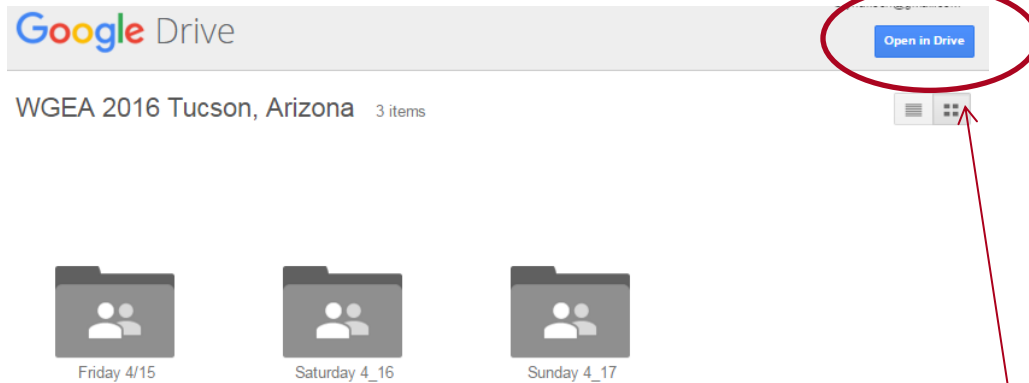 Google Drive
Open in Drive
WGEA 2016 Tucson, Arizona 3 items
Friday 4/15 Saturday 4_16 Sunday 4_17